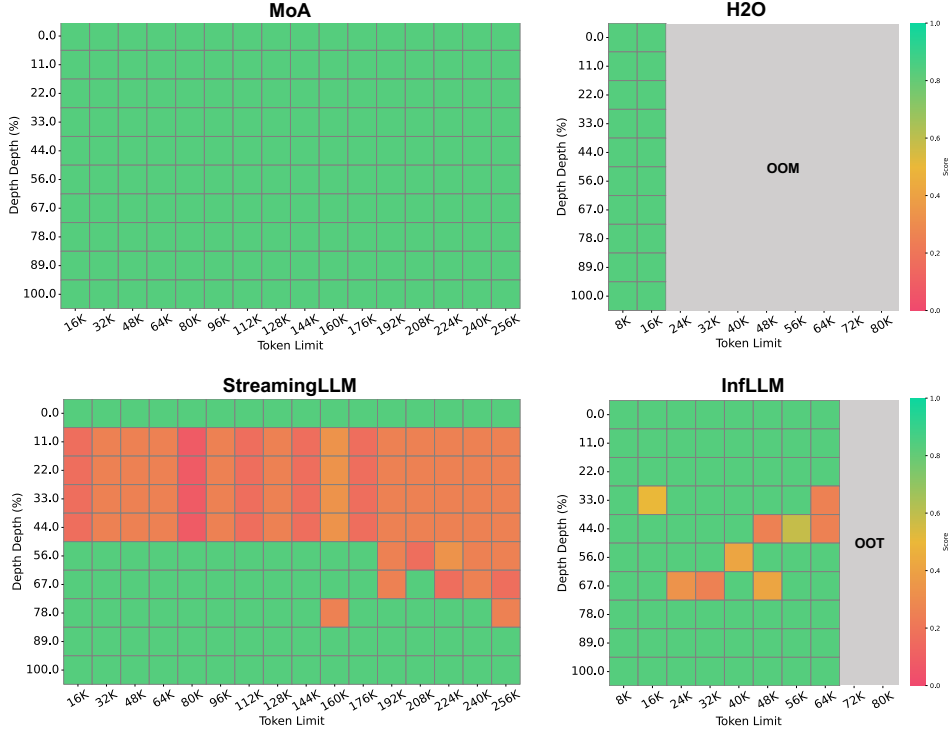 MoA
Depth Depth (%)
0.0
11.0
22.0
33.0
44.0
56.0
67.0
78.0
89.0
100.0
16K 32K 48K 64K 80K 96K 112K 128K 144K 160K 176K 192K 208K 224K 240K 256K
Token Limit
H2O
Depth Depth (%)
0.0
11.0
22.0
33.0
44.0
56.0
67.0
78.0
89.0
100.0
OOM
8K 16K 24K 32K 40K 48K 56K 64K 72K 80K
Token Limit
1.0
0.8
0.6
0.4
0.2
0.0
Score
StreamingLLM
Depth Depth (%)
0.0
11.0
22.0
33.0
44.0
56.0
67.0
78.0
89.0
100.0
16K 32K 48K 64K 80K 96K 112K 128K 144K 160K 176K 192K 208K 224K 240K 256K
Token Limit
InfLLM
Depth Depth (%)
0.0
11.0
22.0
33.0
44.0
56.0
67.0
78.0
89.0
100.0
OOT
8K 16K 24K 32K 40K 48K 56K 64K 72K 80K
Token Limit
1.0
0.8
0.6
0.4
0.2
0.0
Score